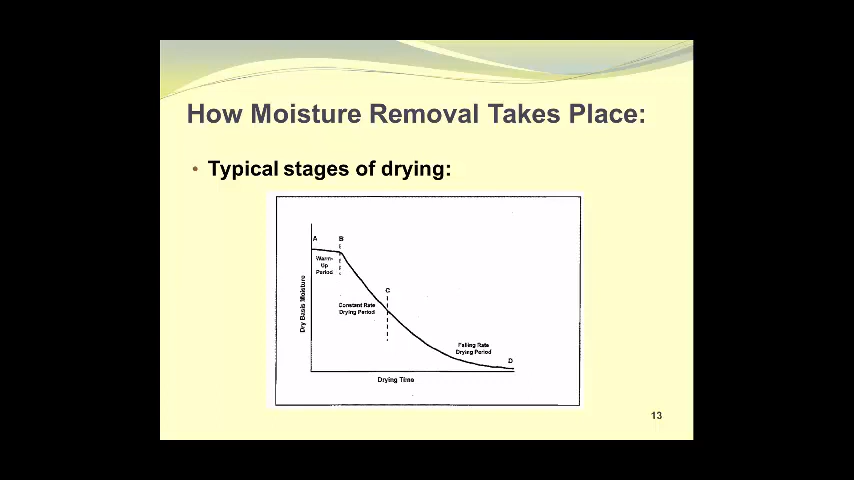 How Moisture Removal Takes Place:
• Typical stages of drying:
A
B
Warm-
Up
Period
C
Constant Rate
Drying Period
Falling Rate
Drying Period
D
Dry Basis Moisture
Drying Time
13